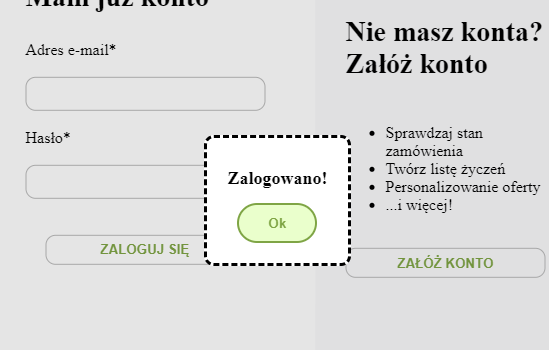 Mam już konto
Adres e-mail*
Hasło*
ZALOGUJ SIĘ
Zalogowano!
Ok
Nie masz konta?
Załóż konto
Sprawdzaj stan
zamówienia
Twórz listę życzeń
Personalizowanie oferty
...i więcej!
ZAŁÓŻ KONTO